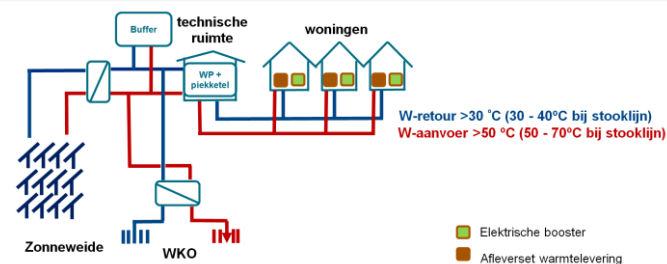 Buffer
technische
ruimte
woningen
WP +
piekketel
W-retour >30 °C (30 - 40ºC bij stooklijn)
W-aanvoer >50 ºC (50 - 70ºC bij stooklijn)
Zonneweide
WKO
Elektrische booster
Afleverset warmtelevering